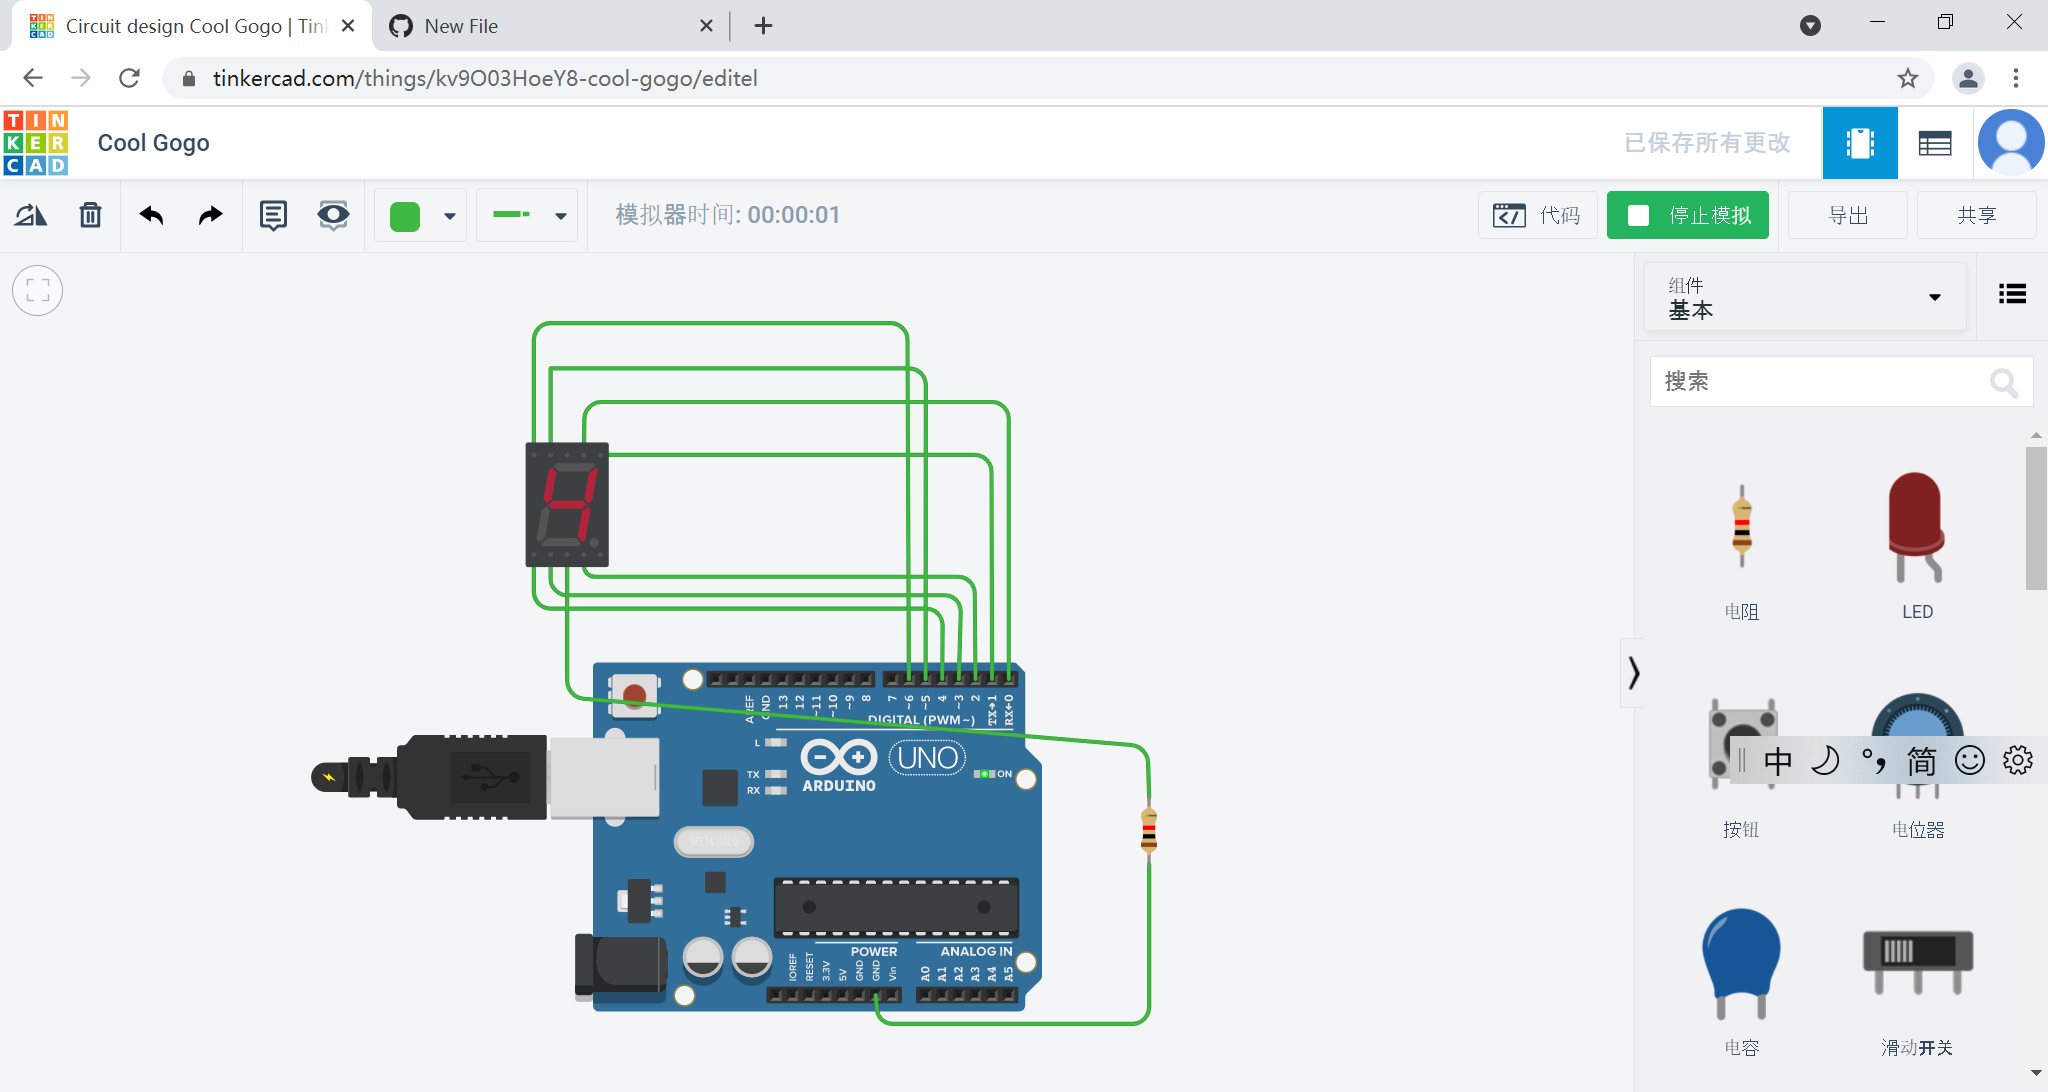 Circuit design Cool Gogo | Tin
New File
tinkercad.com/things/kv9O03HoeY8-cool-gogo/editel
TIN
KER
CAD
Cool Gogo
已保存所有更改
模拟器时间: 00:00:01
代码
停止模拟
导出
共享
组件
基本
搜索
电阻
LED
按钮
电位器
电容
滑动开关
中 简
AREF
GND
13
12
~11
~10
~9
8
7
~6
~5
4
~3
2
TX→1
RX←0
DIGITAL (PWM~)
L
TX
RX
ARDUINO
UNO
ON
POWER
ANALOG IN
IOREF
RESET
3.3V
5V
GND
GND
Vin
A0
A1
A2
A3
A4
A5
4